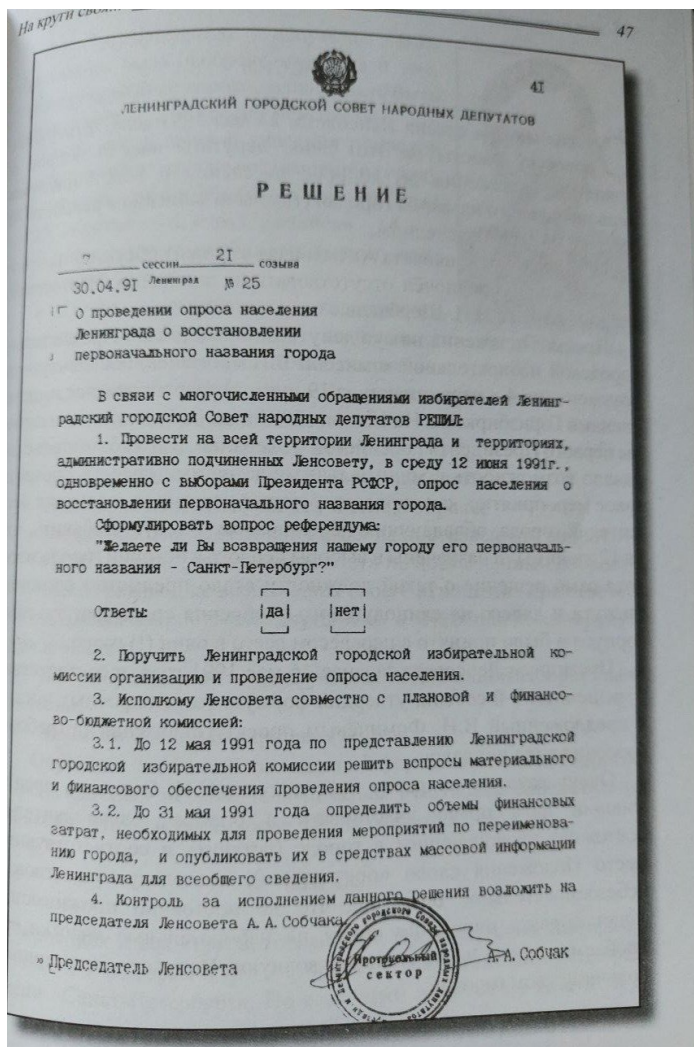 На круги своя...
47
41
ЛЕНИНГРАДСКИЙ ГОРОДСКОЙ СОВЕТ НАРОДНЫХ ДЕПУТАТОВ
РЕШЕНИЕ
сессии 21 созыва
30.04.91 Ленинград № 25
О проведении опроса населения
Ленинграда о восстановлении
первоначального названия города
В связи с многочисленными обращениями избирателей Ленинг-
радский городской Совет народных депутатов РЕШИЛ:
1. Провести на всей территории Ленинграда и территориях,
административно подчиненных Ленсовету, в среду 12 июня 1991г.,
одновременно с выборами Президента РСФСР, опрос населения о
восстановлении первоначального названия города.
Сформулировать вопрос референдума:
"Желаете ли Вы возвращения нашему городу его первоначаль-
ного названия - Санкт-Петербург?"
Ответы: |да| |нет|
2. Поручить Ленинградской городской избирательной ко-
миссии организацию и проведение опроса населения.
3. Исполкому Ленсовета совместно с плановой и финансо-
во-бюджетной комиссией:
3.1. До 12 мая 1991 года по представлению Ленинградской
городской избирательной комиссии решить вопросы материального
и финансового обеспечения проведения опроса населения.
3.2. До 31 мая 1991 года определить объемы финансовых
затрат, необходимых для проведения мероприятий по переименова-
нию города, и опубликовать их в средствах массовой информации
Ленинграда для всеобщего сведения.
4. Контроль за исполнением данного решения возложить на
председателя Ленсовета А.А.Собчака
Председатель Ленсовета А.А.Собчак
Протокольный
сектор